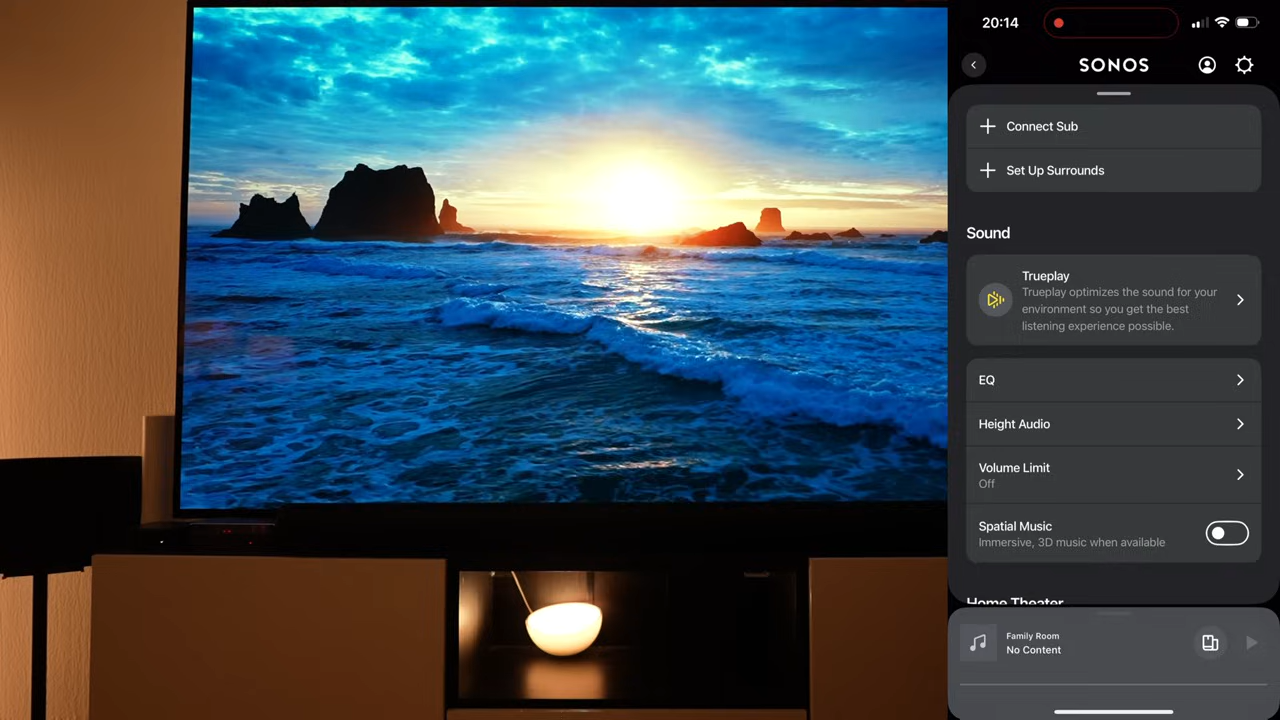 20:14
SONOS
Connect Sub
Set Up Surrounds
Sound
Trueplay
Trueplay optimizes the sound for your
environment so you get the best
listening experience possible.
EQ
Height Audio
Volume Limit
Off
Spatial Music
Immersive, 3D music when available
Home Theater
Family Room
No Content